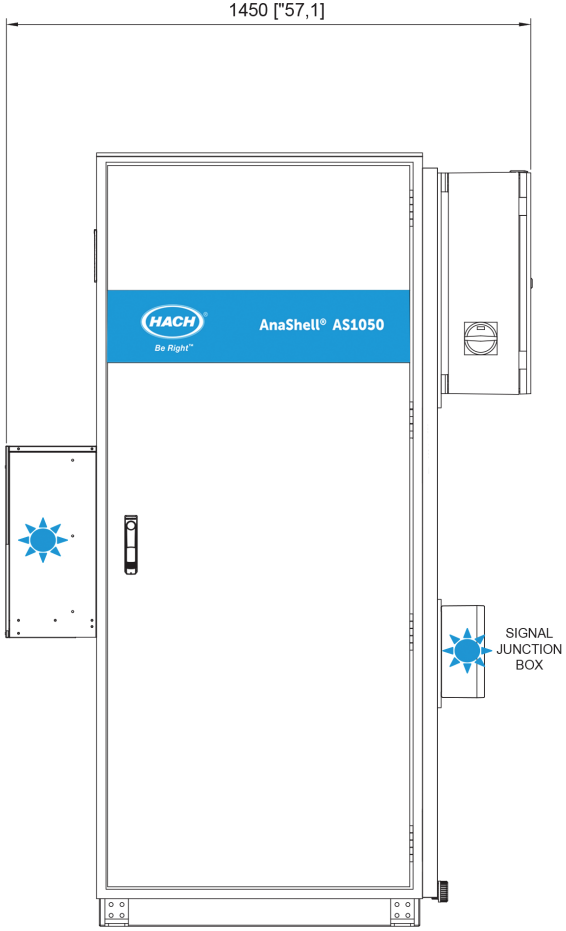 1450 ["57,1]
HACH®
Be Right™
AnaShell® AS1050
SIGNAL
JUNCTION
BOX